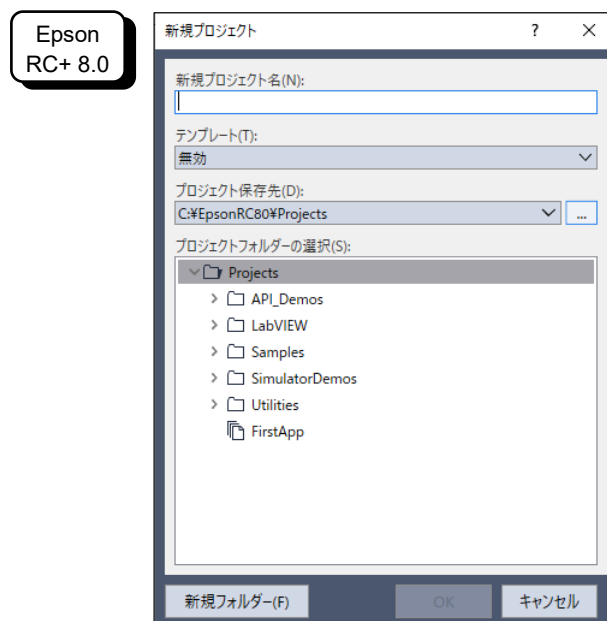 Epson
RC+ 8.0
新規プロジェクト
?
新規プロジェクト名(N):
テンプレート(T):
無効
プロジェクト保存先(D):
C:¥EpsonRC80¥Projects
...
プロジェクトフォルダーの選択(S):
Projects
API_Demos
LabVIEW
Samples
SimulatorDemos
Utilities
FirstApp
新規フォルダー(F)
OK
キャンセル